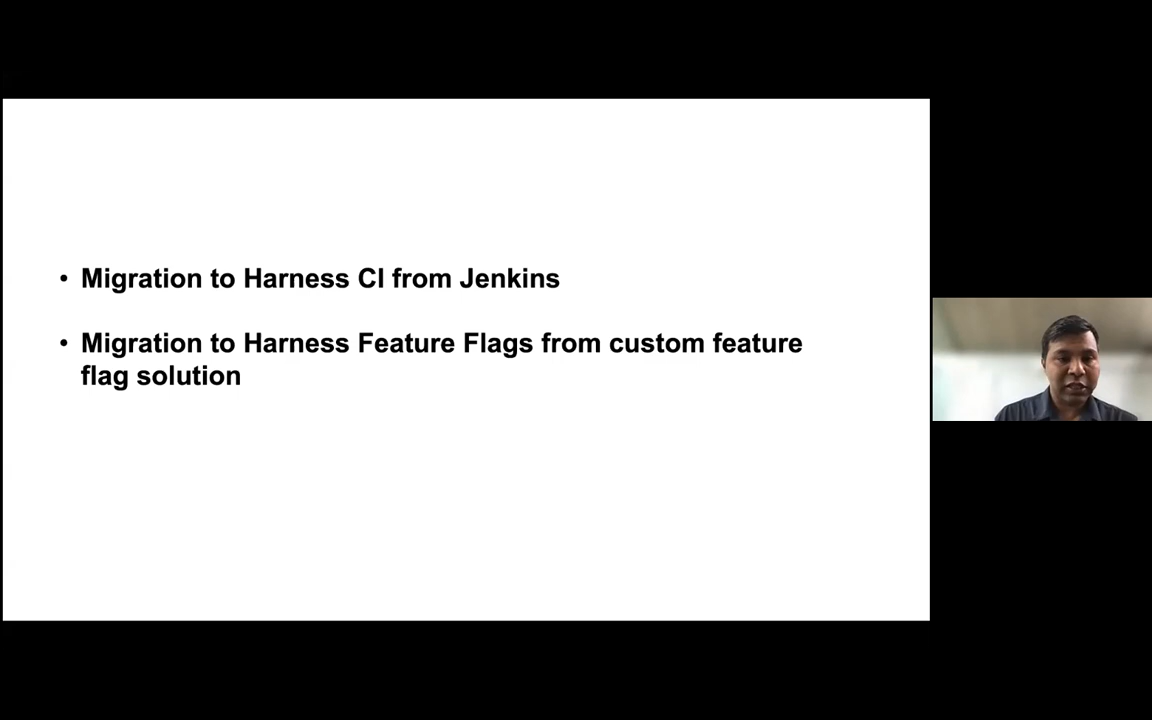 • Migration to Harness CI from Jenkins
• Migration to Harness Feature Flags from custom feature
flag solution